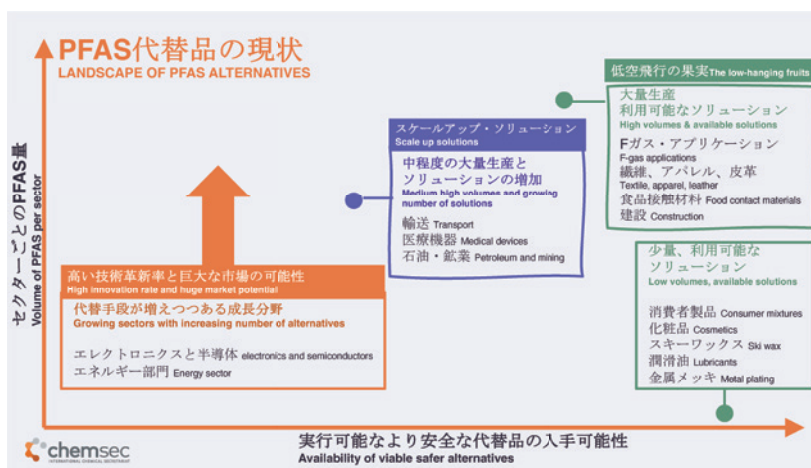 PFAS代替品の現状
LANDSCAPE OF PFAS ALTERNATIVES
セクターごとのPFAS量
Volume of PFAS per sector
高い技術革新率と巨大な市場の可能性
High innovation rate and huge market potential
代替手段が増えつつある成長分野
Growing sectors with increasing number of alternatives
エレクトロニクスと半導体 electronics and semiconductors
エネルギー部門 Energy sector
スケールアップ・ソリューション
Scale up solutions
中程度の大量生産と
ソリューションの増加
Medium high volumes and growing
number of solutions
輸送 Transport
医療機器 Medical devices
石油・鉱業 Petroleum and mining
低空飛行の果実The low-hanging fruits
大量生産
利用可能なソリューション
High volumes & available solutions
Fガス・アプリケーション
F-gas applications
繊維、アパレル、皮革
Textile, apparel, leather
食品接触材料 Food contact materials
建設 Construction
少量、利用可能な
ソリューション
Low volumes, available solutions
消費者製品 Consumer mixtures
化粧品 Cosmetics
スキーワックス Ski wax
潤滑油 Lubricants
金属メッキ Metal plating
chemsec
INTERNATIONAL CHEMICAL SECRETARIAT
実行可能なより安全な代替品の入手可能性
Availability of viable safer alternatives